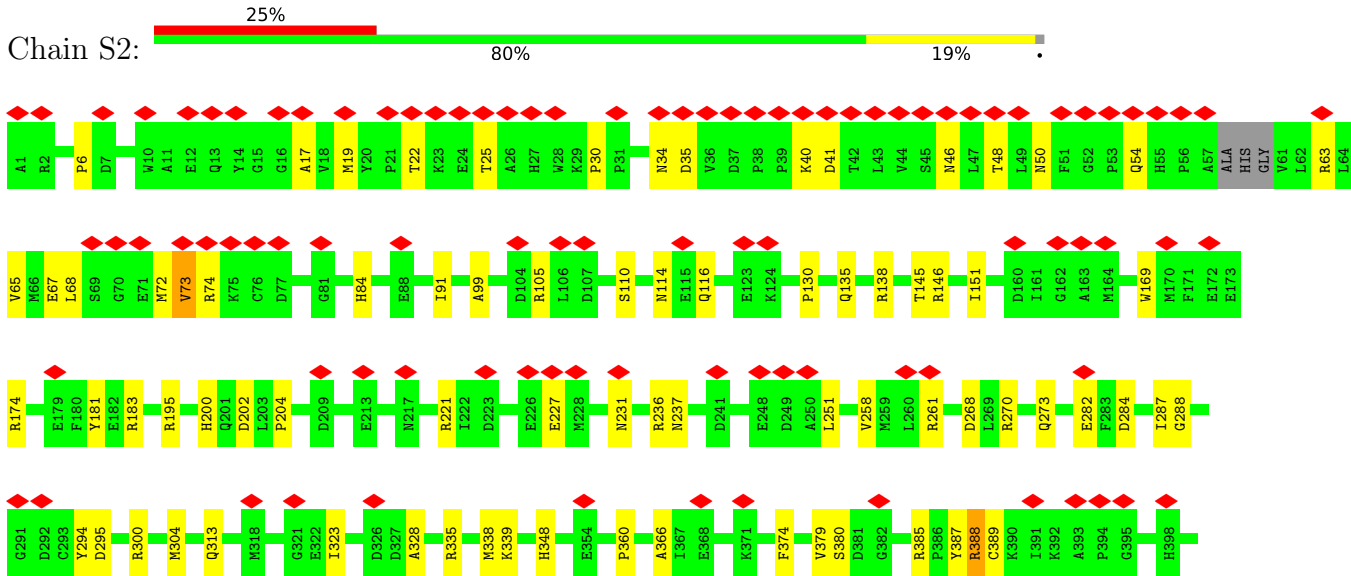 25%
Chain S2:
80% 19% •
A1 R2 P6 D7 W10 A11 E12 Q13 Y14 G15 G16 A17 V18 M19 Y20 P21 T22 K23 E24 T25 A26 H27 W28 K29 P30 P31 N34 D35 V36 D37 P38 P39 K40 D41 T42 L43 V44 S45 N46 L47 T48 L49 N50 F51 G52 P53 Q54 H55 P56 A57 ALA HIS GLY V61 L62 R63 L64
V65 M66 E67 L68 S69 G70 E71 M72 V73 R74 K75 C76 D77 G81 H84 E88 I91 A99 D104 R105 L106 D107 S110 N114 E115 Q116 E123 K124 P130 Q135 R138 T145 R146 I151 D160 I161 G162 A163 M164 W169 M170 F171 E172 E173
R174 E179 F180 Y181 E182 R183 R195 H200 Q201 D202 L203 P204 D209 E213 N217 R221 I222 D223 E226 E227 M228 N231 R236 N237 D241 E248 D249 A250 L251 V258 M259 L260 R261 D268 L269 R270 Q273 E282 F283 D284 I287 G288
G291 D292 C293 Y294 D295 R300 M304 Q313 M318 G321 E322 I323 D326 D327 A328 R335 M338 K339 H348 E354 P360 A366 I367 E368 K371 F374 V379 S380 D381 G382 R385 P386 Y387 R388 C389 K390 I391 K392 A393 P394 G395 H398